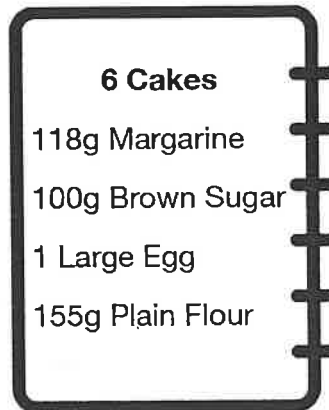 6 Cakes
118g Margarine
100g Brown Sugar
1 Large Egg
155g Plain Flour